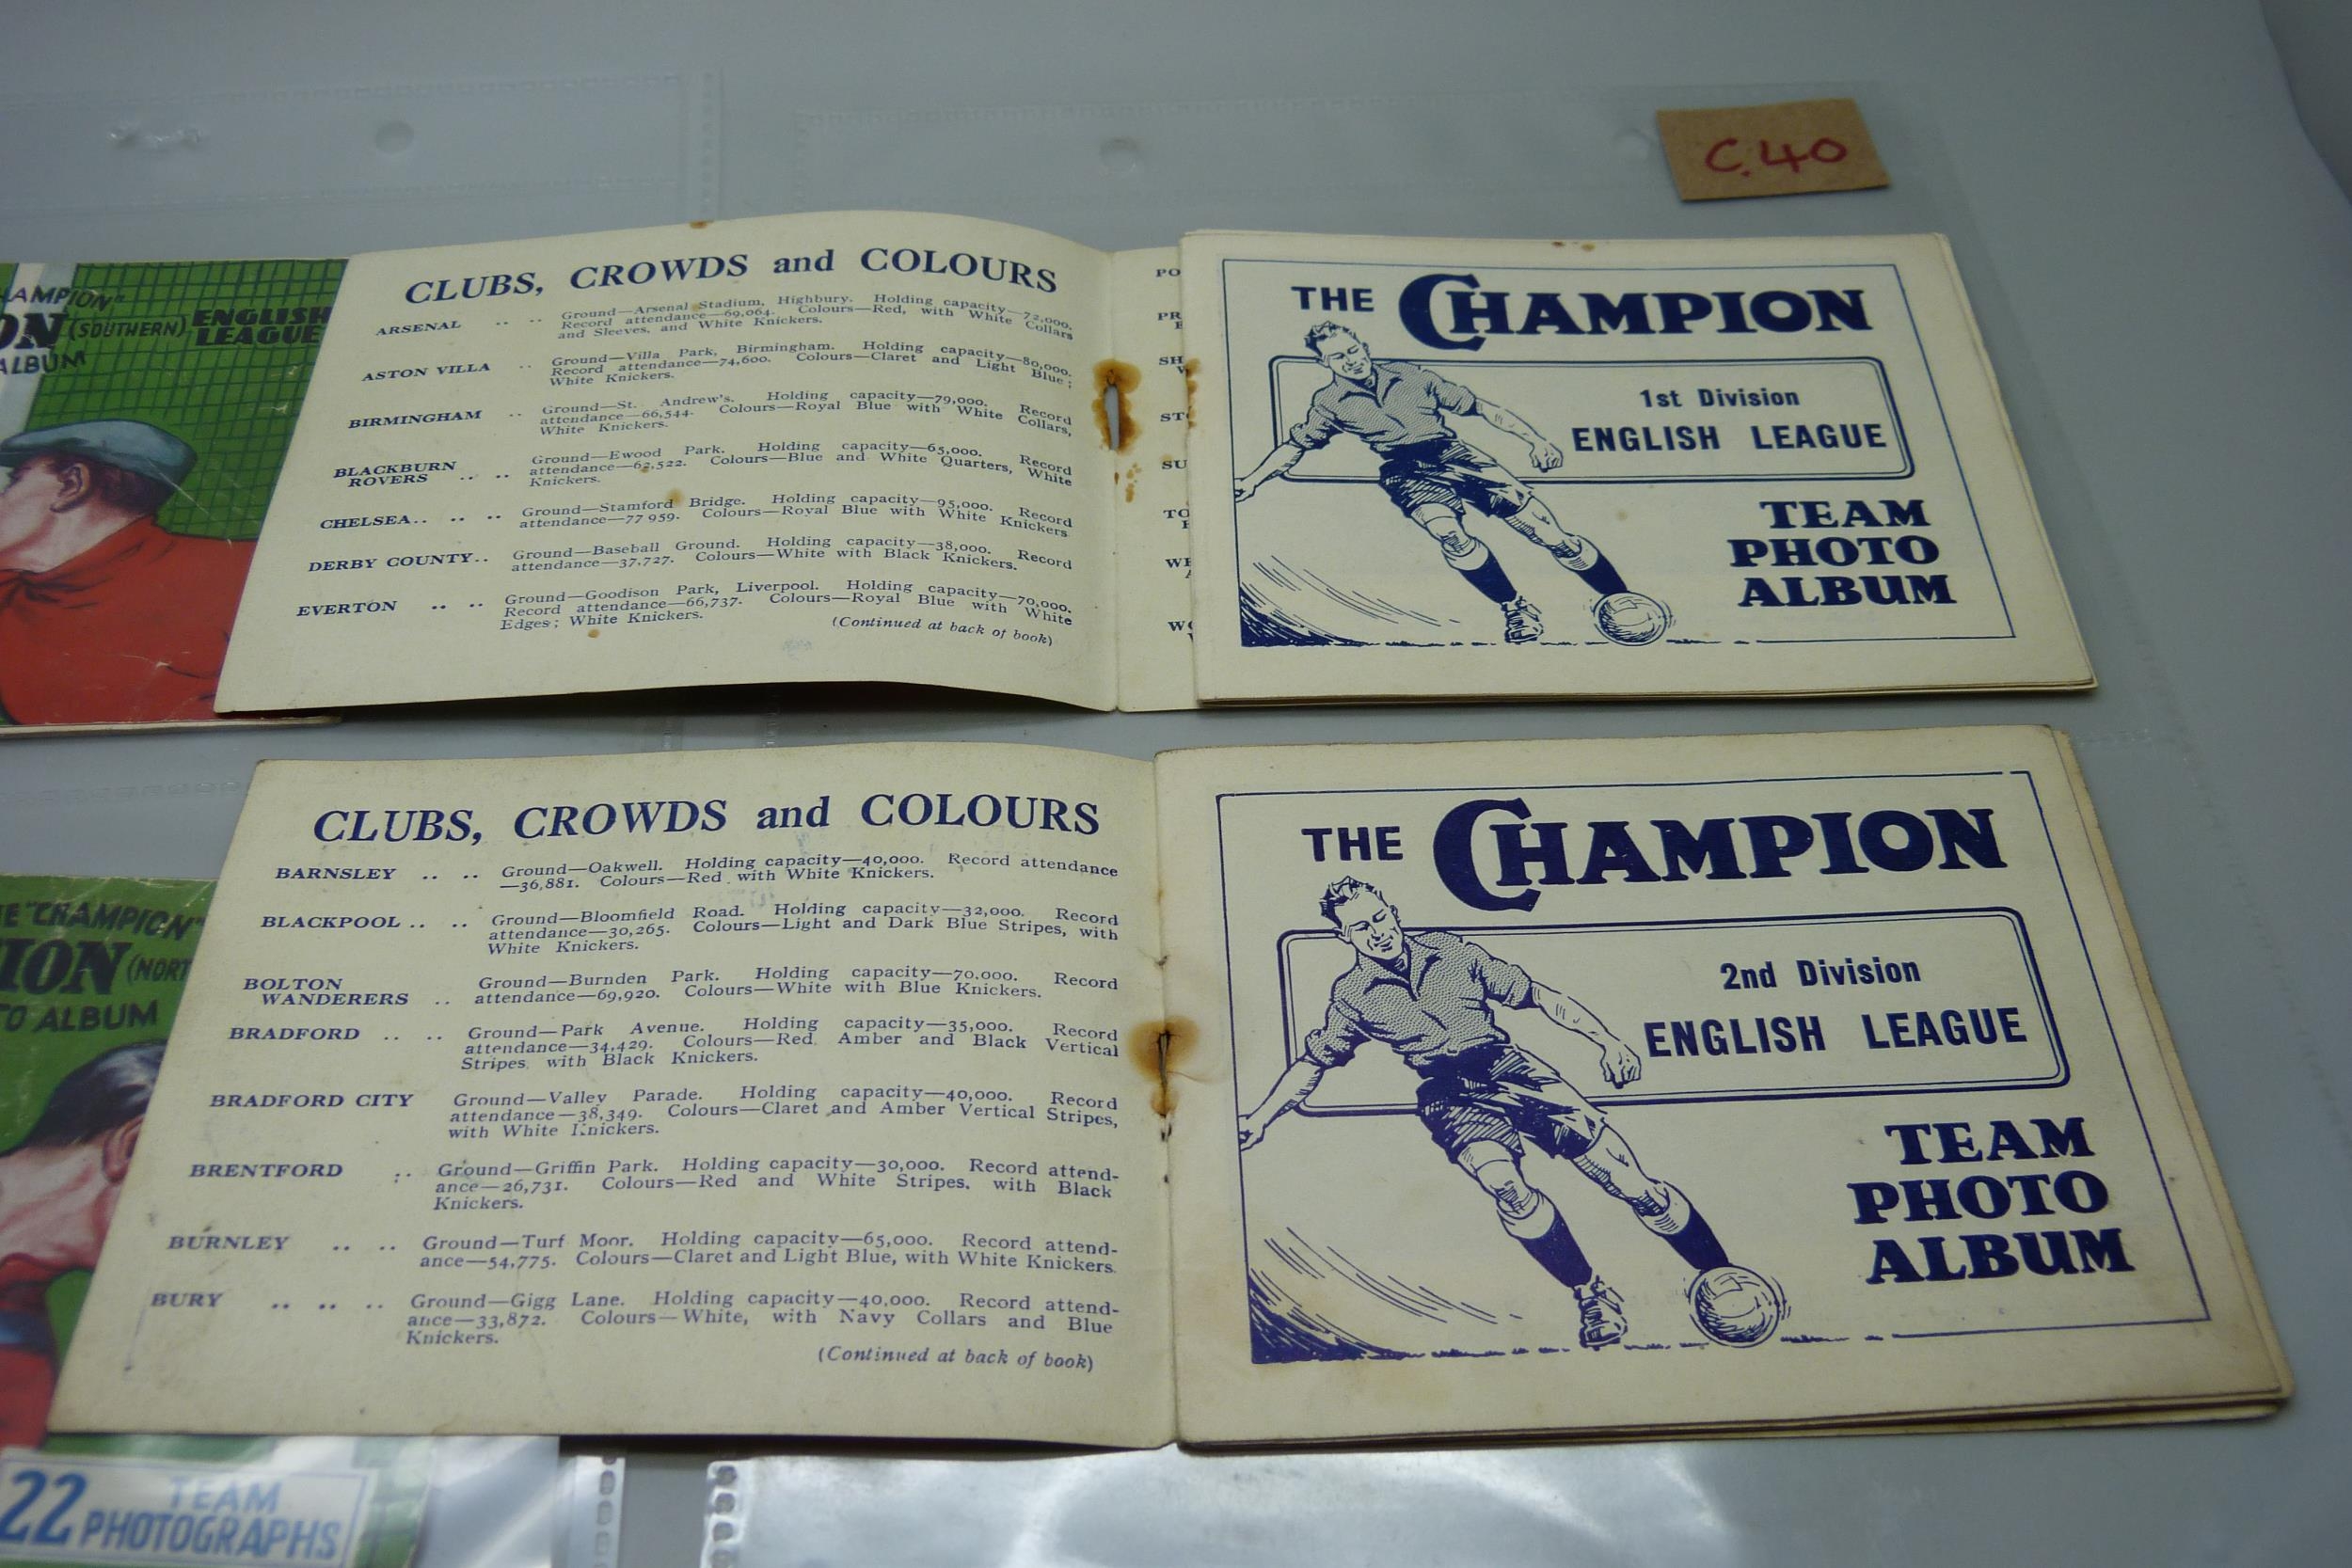 C.40
AMPION"
ON (SOUTHERN) ENGLISH
LEAGUE
ALBUM
CLUBS, CROWDS and COLOURS
ARSENAL .. .. Ground—Arsenal Stadium, Highbury. Holding capacity—72,000.
Record attendance—69,064. Colours—Red, with White Collars
and Sleeves, and White Knickers.
ASTON VILLA .. Ground—Villa Park, Birmingham. Holding capacity—80,000.
Record attendance—74,600. Colours—Claret and Light Blue;
White Knickers.
BIRMINGHAM .. Ground—St. Andrew's. Holding capacity—79,000. Record
attendance—66,544. Colours—Royal Blue with White Collars,
White Knickers.
BLACKBURN
ROVERS .. .. Ground—Ewood Park. Holding capacity—65,000. Record
attendance—62,522. Colours—Blue and White Quarters, White
Knickers.
CHELSEA.. .. .. Ground—Stamford Bridge. Holding capacity—95,000. Record
attendance—77 959. Colours—Royal Blue with White Knickers
DERBY COUNTY.. Ground—Baseball Ground. Holding capacity—38,000. Record
attendance—37,727. Colours—White with Black Knickers.
EVERTON .. .. Ground—Goodison Park, Liverpool. Holding capacity—70,000.
Record attendance—66,737. Colours—Royal Blue with White
Edges; White Knickers.
(Continued at back of book)
PO
PR
SH
STO
SU
TO
WE
WO
THE CHAMPION
1st Division
ENGLISH LEAGUE
TEAM
PHOTO
ALBUM
E "CHAMPION"
ION (NORT
TO ALBUM
22 TEAM
PHOTOGRAPHS
CLUBS, CROWDS and COLOURS
BARNSLEY .. .. Ground—Oakwell. Holding capacity—40,000. Record attendance
—36,881. Colours—Red with White Knickers.
BLACKPOOL .. .. Ground—Bloomfield Road. Holding capacity—32,000. Record
attendance—30,265. Colours—Light and Dark Blue Stripes, with
White Knickers.
BOLTON
WANDERERS .. Ground—Burnden Park. Holding capacity—70,000. Record
attendance—69,920. Colours—White with Blue Knickers.
BRADFORD .. .. Ground—Park Avenue. Holding capacity—35,000. Record
attendance—34,429. Colours—Red, Amber and Black Vertical
Stripes, with Black Knickers.
BRADFORD CITY Ground—Valley Parade. Holding capacity—40,000. Record
attendance—38,349. Colours—Claret and Amber Vertical Stripes,
with White Knickers.
BRENTFORD .. Ground—Griffin Park. Holding capacity—30,000. Record attend-
ance—26,731. Colours—Red and White Stripes, with Black
Knickers.
BURNLEY .. .. Ground—Turf Moor. Holding capacity—65,000. Record attend-
ance—54,775. Colours—Claret and Light Blue, with White Knickers.
BURY .. .. .. Ground—Gigg Lane. Holding capacity—40,000. Record attend-
ance—33,872. Colours—White, with Navy Collars and Blue
Knickers.
(Continued at back of book)
THE CHAMPION
2nd Division
ENGLISH LEAGUE
TEAM
PHOTO
ALBUM